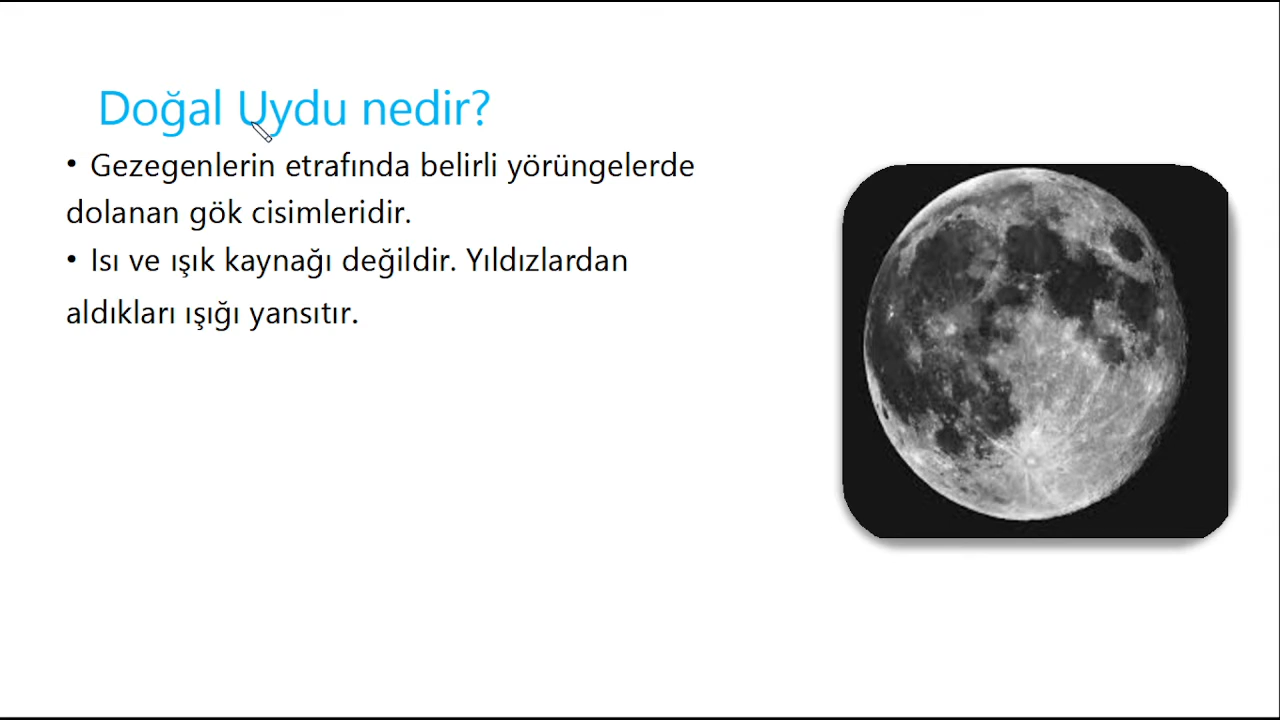 Doğal Uydu nedir?
• Gezegenlerin etrafında belirli yörüngelerde
dolanan gök cisimleridir.
• Isı ve ışık kaynağı değildir. Yıldızlardan
aldıkları ışığı yansıtır.